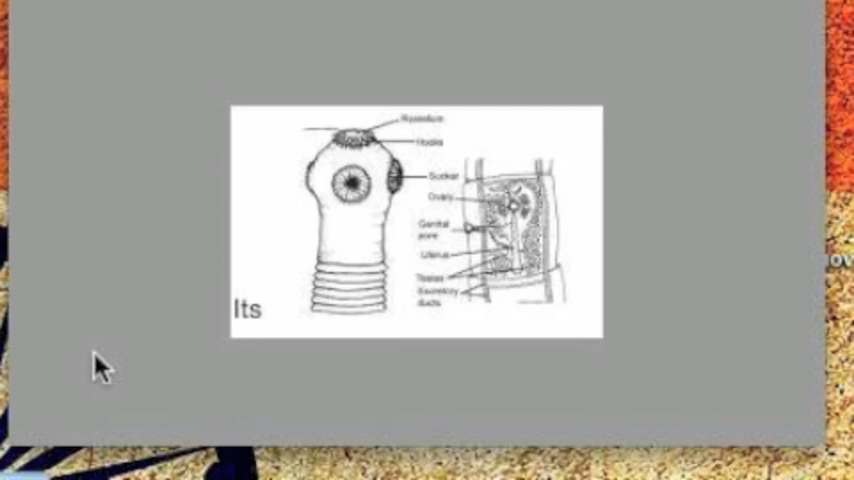 Rostellum
Hooks
Sucker
Ovary
Genital
pore
Uterus
Testes
Excretory
ducts
Its